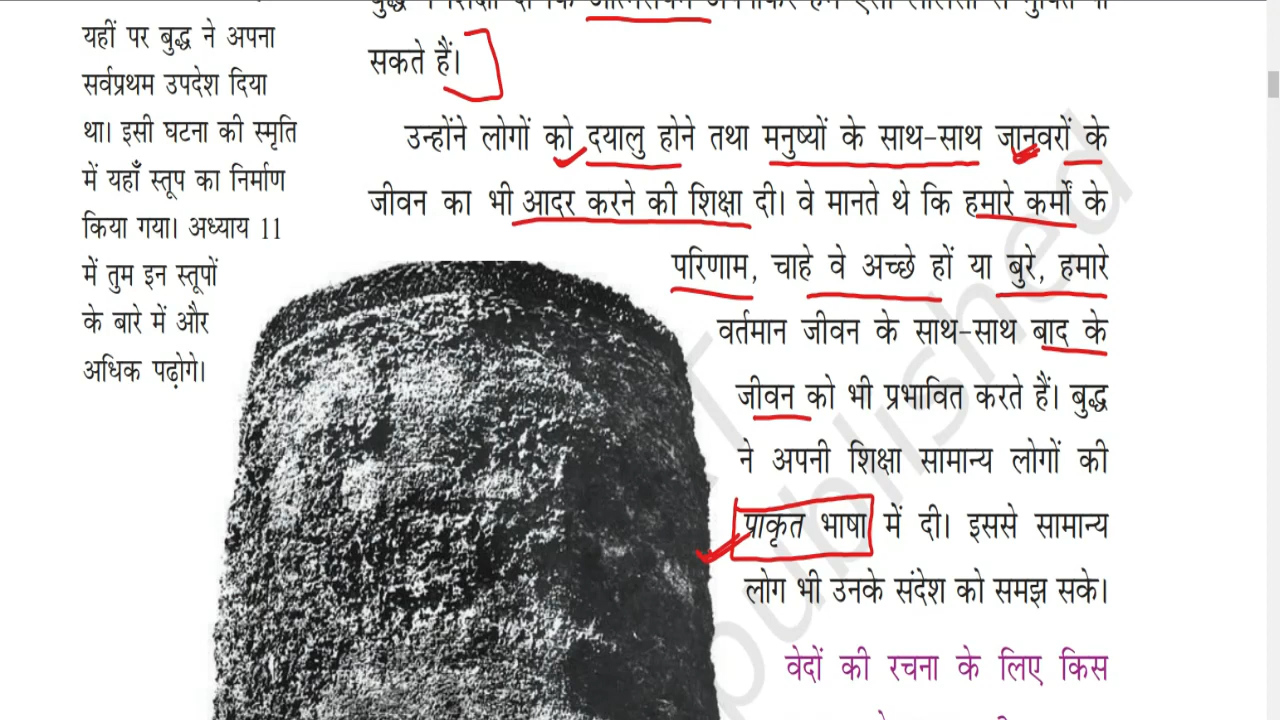 यहीं पर बुद्ध ने अपना
सर्वप्रथम उपदेश दिया
था। इसी घटना की स्मृति
में यहाँ स्तूप का निर्माण
किया गया। अध्याय 11
में तुम इन स्तूपों
के बारे में और
अधिक पढ़ोगे।
सकते हैं।
उन्होंने लोगों को दयालु होने तथा मनुष्यों के साथ-साथ जानवरों के
जीवन का भी आदर करने की शिक्षा दी। वे मानते थे कि हमारे कर्मों के
परिणाम, चाहे वे अच्छे हों या बुरे, हमारे
वर्तमान जीवन के साथ-साथ बाद के
जीवन को भी प्रभावित करते हैं। बुद्ध
ने अपनी शिक्षा सामान्य लोगों की
प्राकृत भाषा में दी। इससे सामान्य
लोग भी उनके संदेश को समझ सके।
वेदों की रचना के लिए किस
published